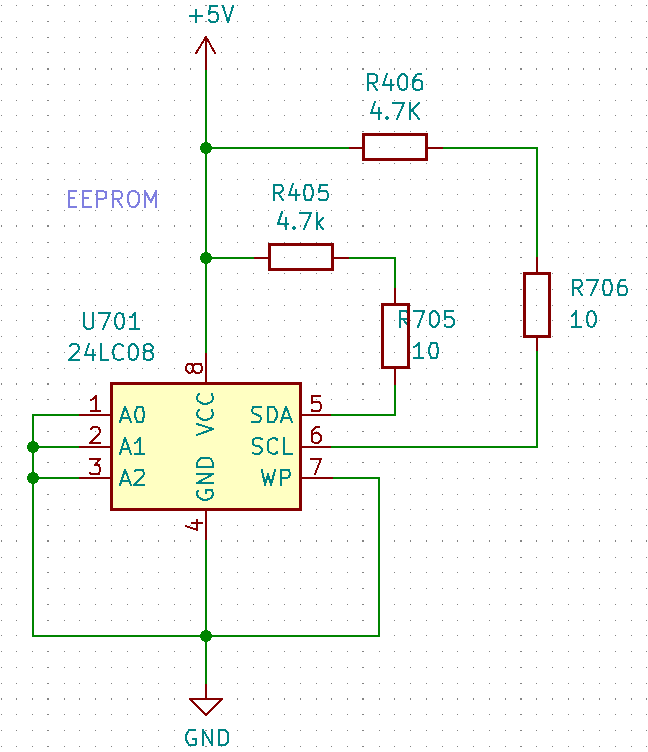 +5V
R406
4.7K
EEPROM
R405
4.7k
R706
10
U701
24LC08
R705
10
8
1
A0
VCC
SDA
5
2
A1
SCL
6
3
A2
GND
WP
7
4
GND